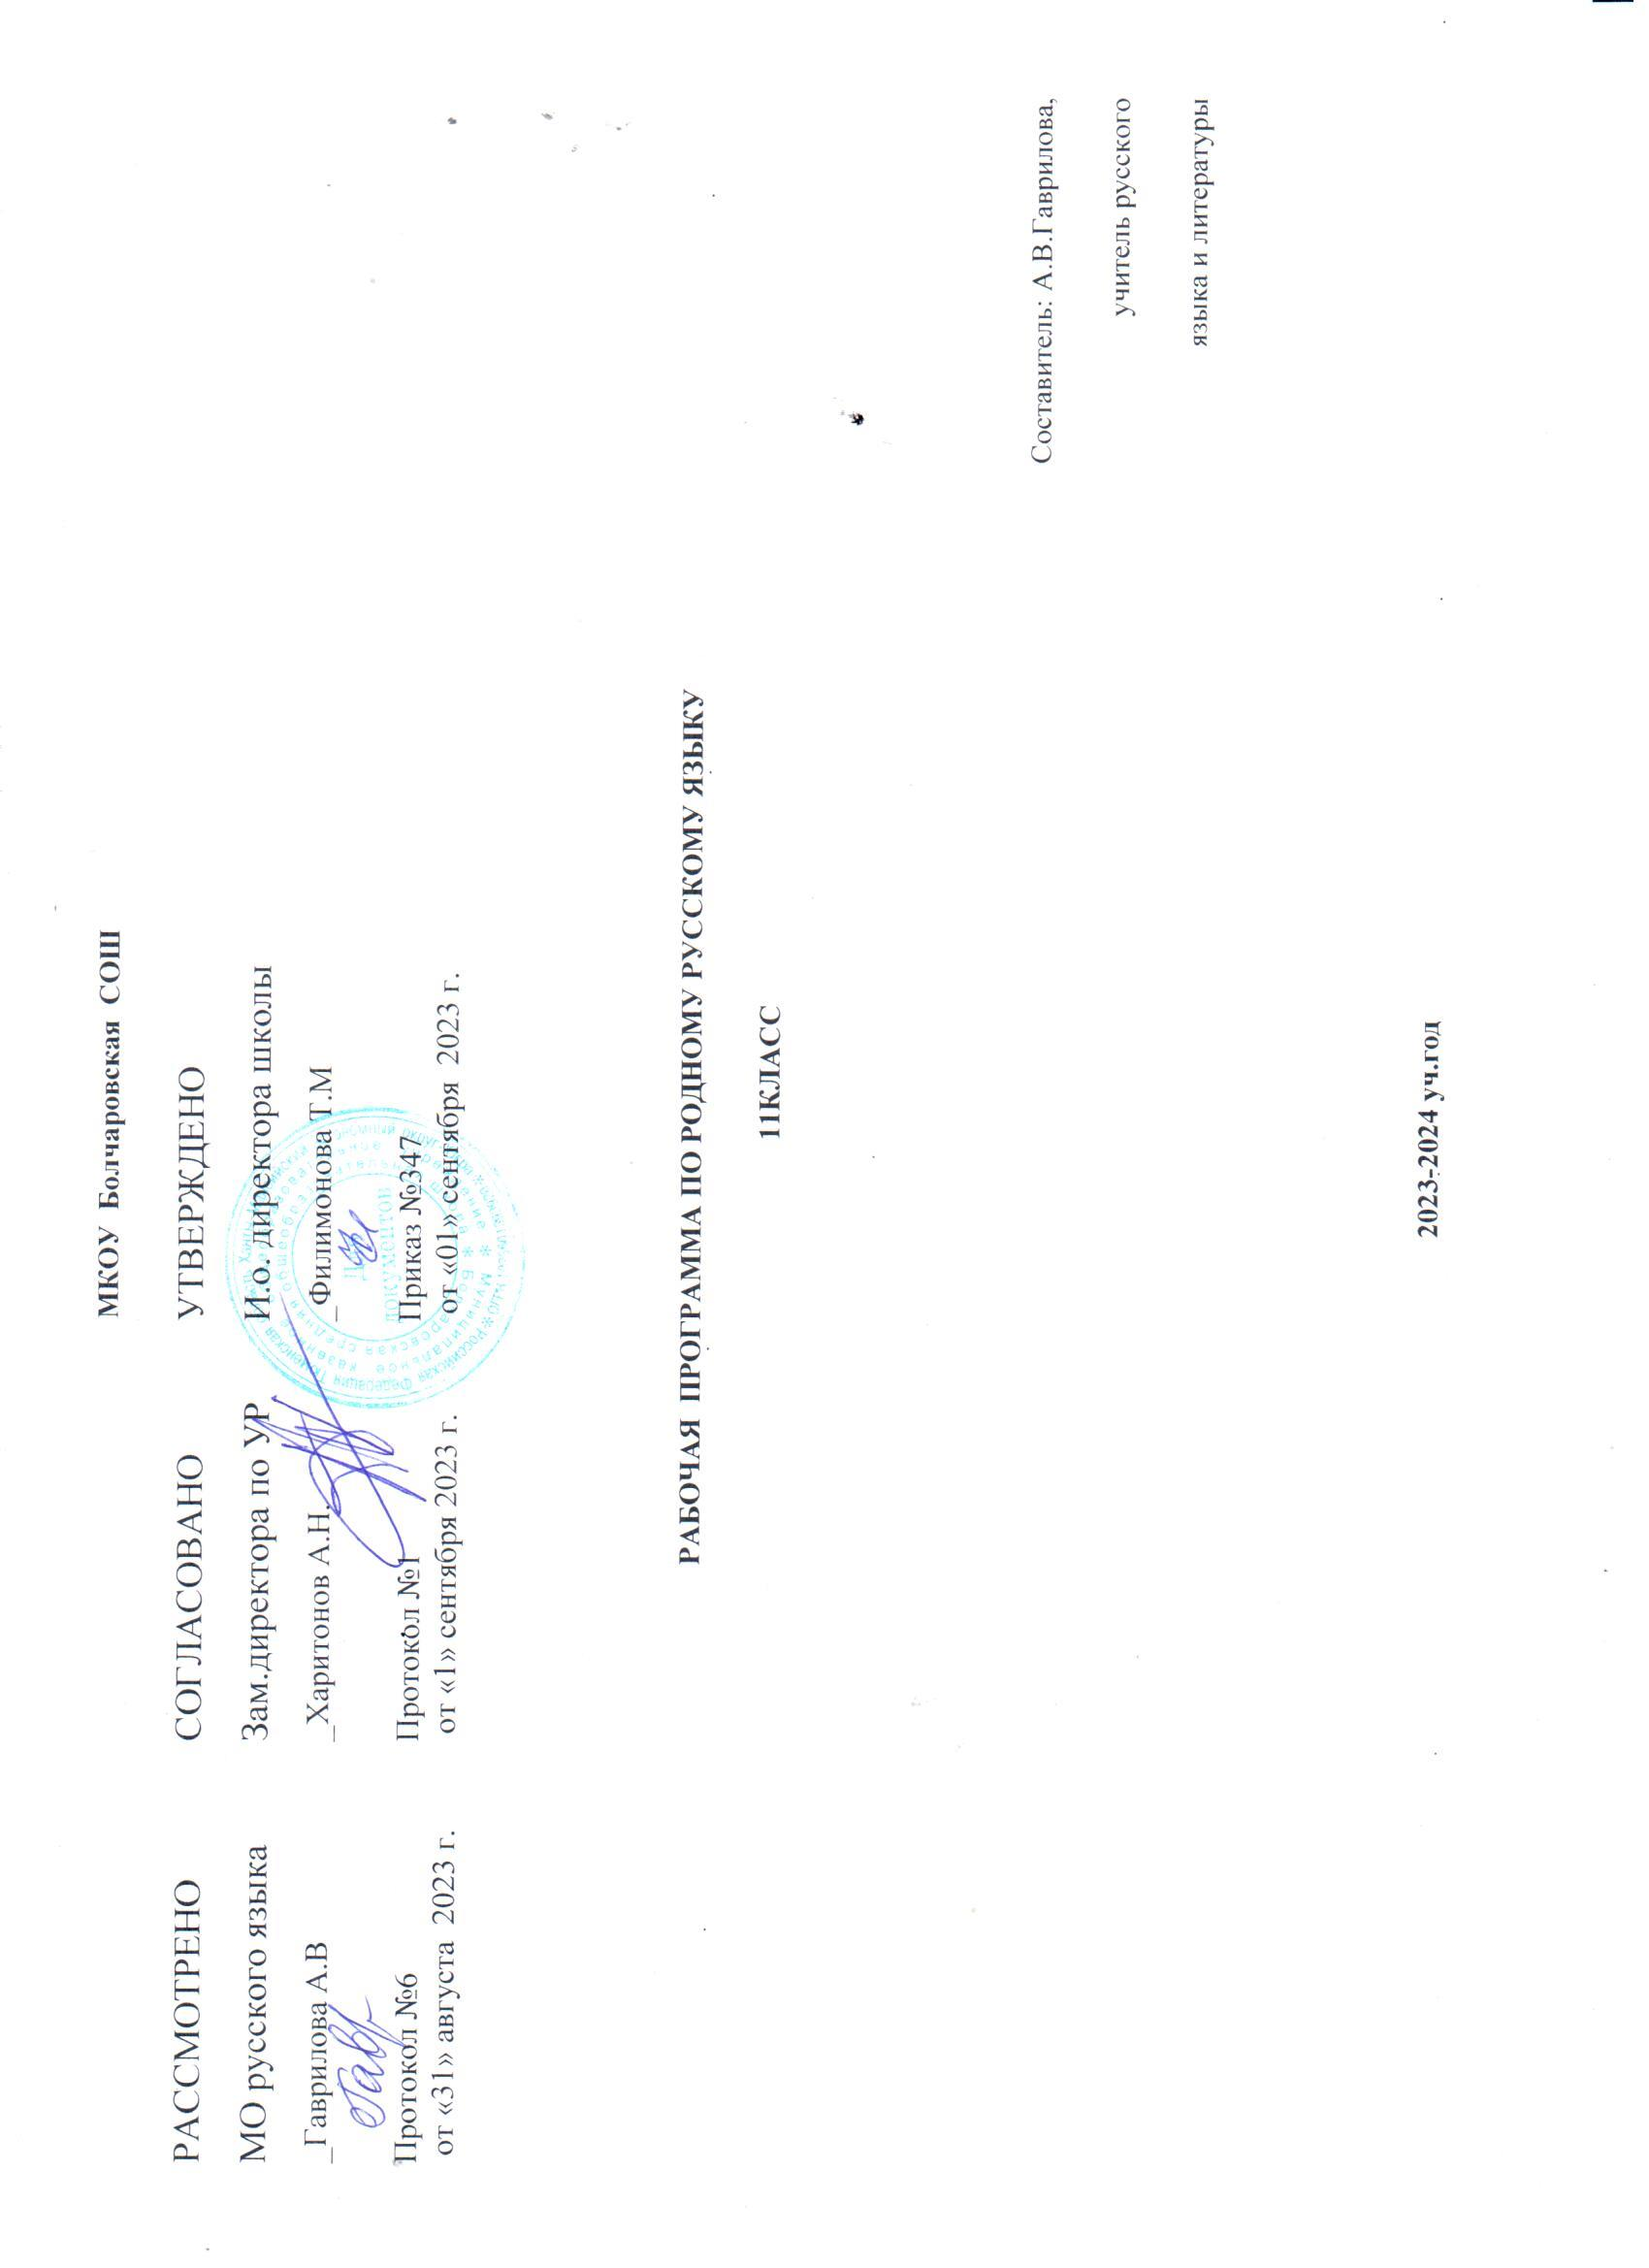 МКОУ Болчаровская СОШ
РАССМОТРЕНО
МО русского языка
_Гаврилова А.В
Протокол №6
от «31» августа 2023 г.
СОГЛАСОВАНО
Зам.директора по УР
_Харитонов А.Н.
Протокол №1
от «1» сентября 2023 г.
УТВЕРЖДЕНО
И.о. директора школы
_ Филимонова Т.М
Приказ №347
от «01» сентября 2023 г.
РАБОЧАЯ ПРОГРАММА ПО РОДНОМУ РУССКОМУ ЯЗЫКУ
11КЛАСС
Составитель: А.В.Гаврилова,
учитель русского
языка и литературы
2023-2024 уч.год